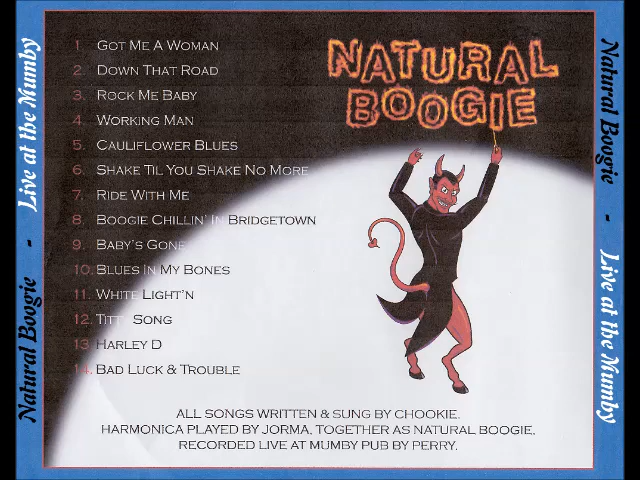 NATURAL
BOOGIE
1. GOT ME A WOMAN
2. DOWN THAT ROAD
3. ROCK ME BABY
4. WORKING MAN
5. CAULIFLOWER BLUES
6. SHAKE TIL YOU SHAKE NO MORE
7. RIDE WITH ME
8. BOOGIE CHILLIN' IN BRIDGETOWN
9. BABY'S GONE
10. BLUES IN MY BONES
11. WHITE LIGHT'N
12. TITTY SONG
13 HARLEY D
14. BAD LUCK & TROUBLE
ALL SONGS WRITTEN & SUNG BY CHOOKIE.
HARMONICA PLAYED BY JORMA, TOGETHER AS NATURAL BOOGIE.
RECORDED LIVE AT MUMBY PUB BY PERRY.
Natural Boogie - Live at the Mumby
Natural Boogie - Live at the Mumby